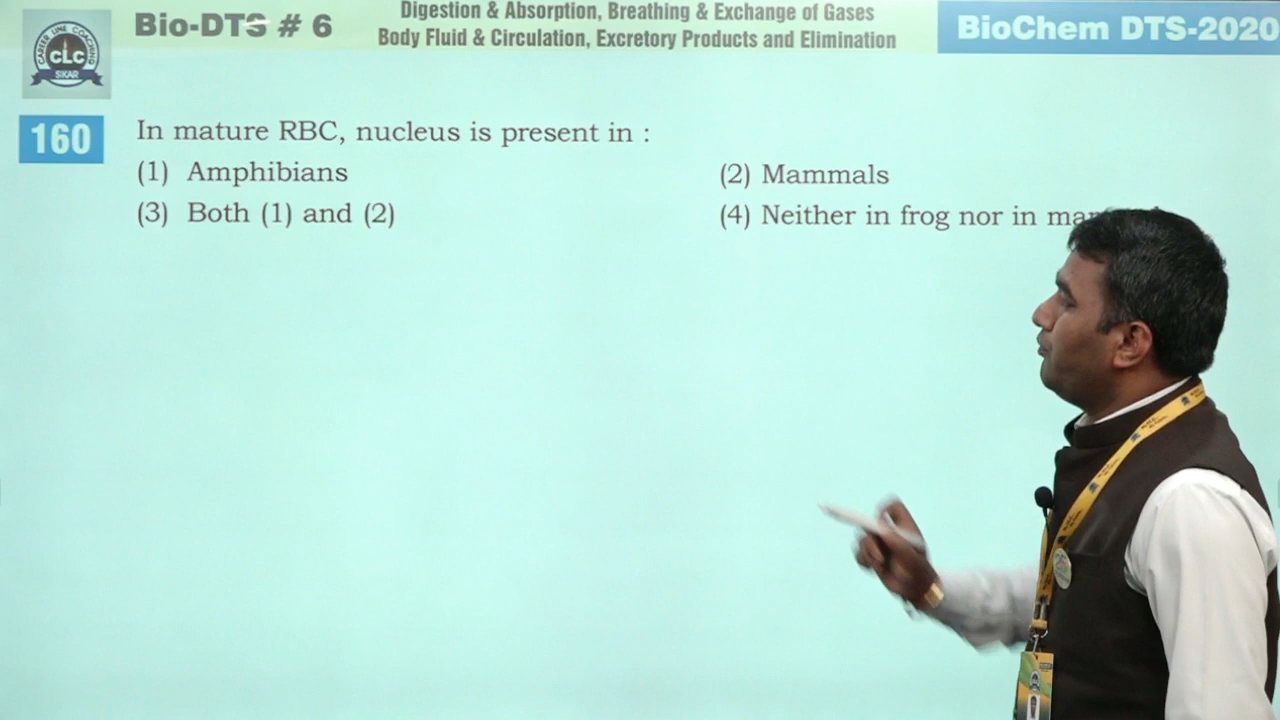 Bio-DTS # 6
Digestion & Absorption, Breathing & Exchange of Gases
Body Fluid & Circulation, Excretory Products and Elimination
BioChem DTS-2020
CAREER LINE COACHING
CLC
SIKAR
160
In mature RBC, nucleus is present in :
(1) Amphibians
(2) Mammals
(3) Both (1) and (2)
(4) Neither in frog nor in